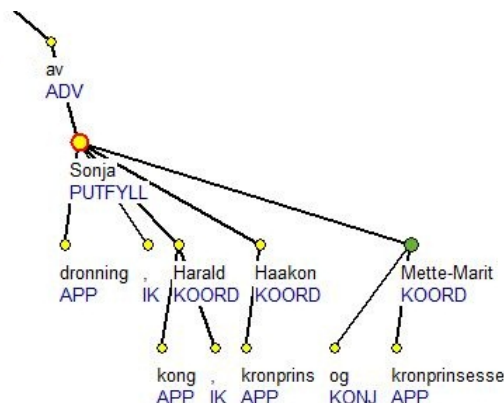 av
ADV
Sonja
PUTFYLL
dronning , Harald Haakon Mette-Marit
APP IK KOORD KOORD KOORD
kong , kronprins og kronprinsesse
APP IK APP KONJ APP